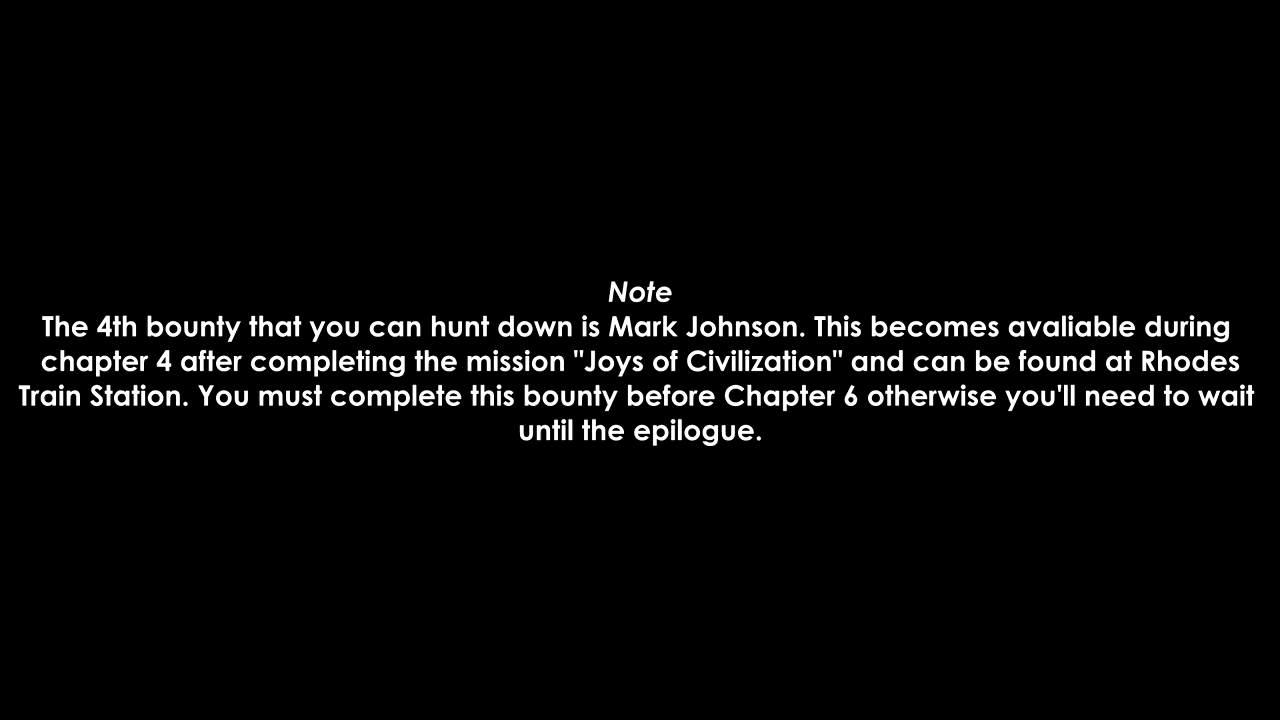 Note
The 4th bounty that you can hunt down is Mark Johnson. This becomes avaliable during
chapter 4 after completing the mission "Joys of Civilization" and can be found at Rhodes
Train Station. You must complete this bounty before Chapter 6 otherwise you'll need to wait
until the epilogue.